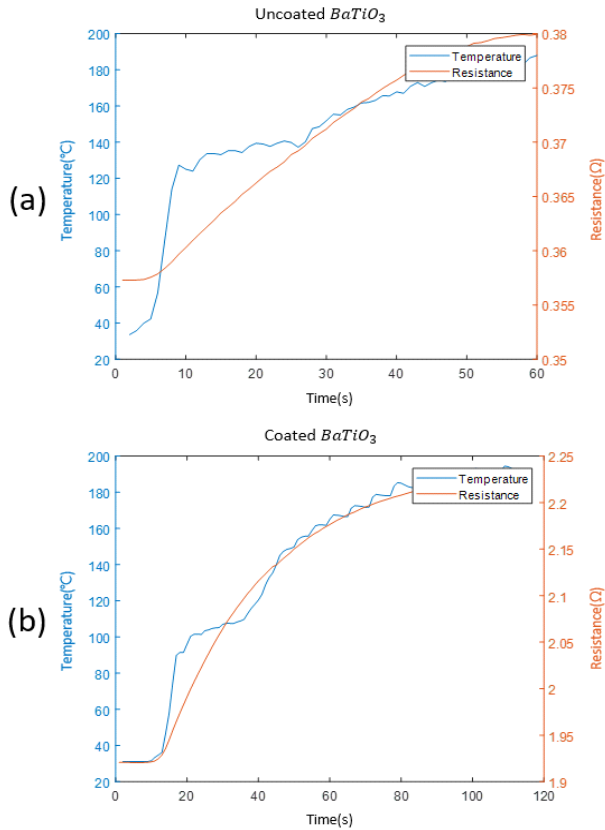 Uncoated BaTiO₃
(a)
Temperature(℃)
200
180
160
140
120
100
80
60
40
20
Temperature
Resistance
0.38
0.375
0.37
0.365
0.36
0.355
0.35
Resistance(Ω)
0 10 20 30 40 50 60
Time(s)
Coated BaTiO₃
(b)
Temperature(℃)
200
180
160
140
120
100
80
60
40
20
Temperature
Resistance
2.25
2.2
2.15
2.1
2.05
2
1.95
1.9
Resistance(Ω)
0 20 40 60 80 100 120
Time(s)